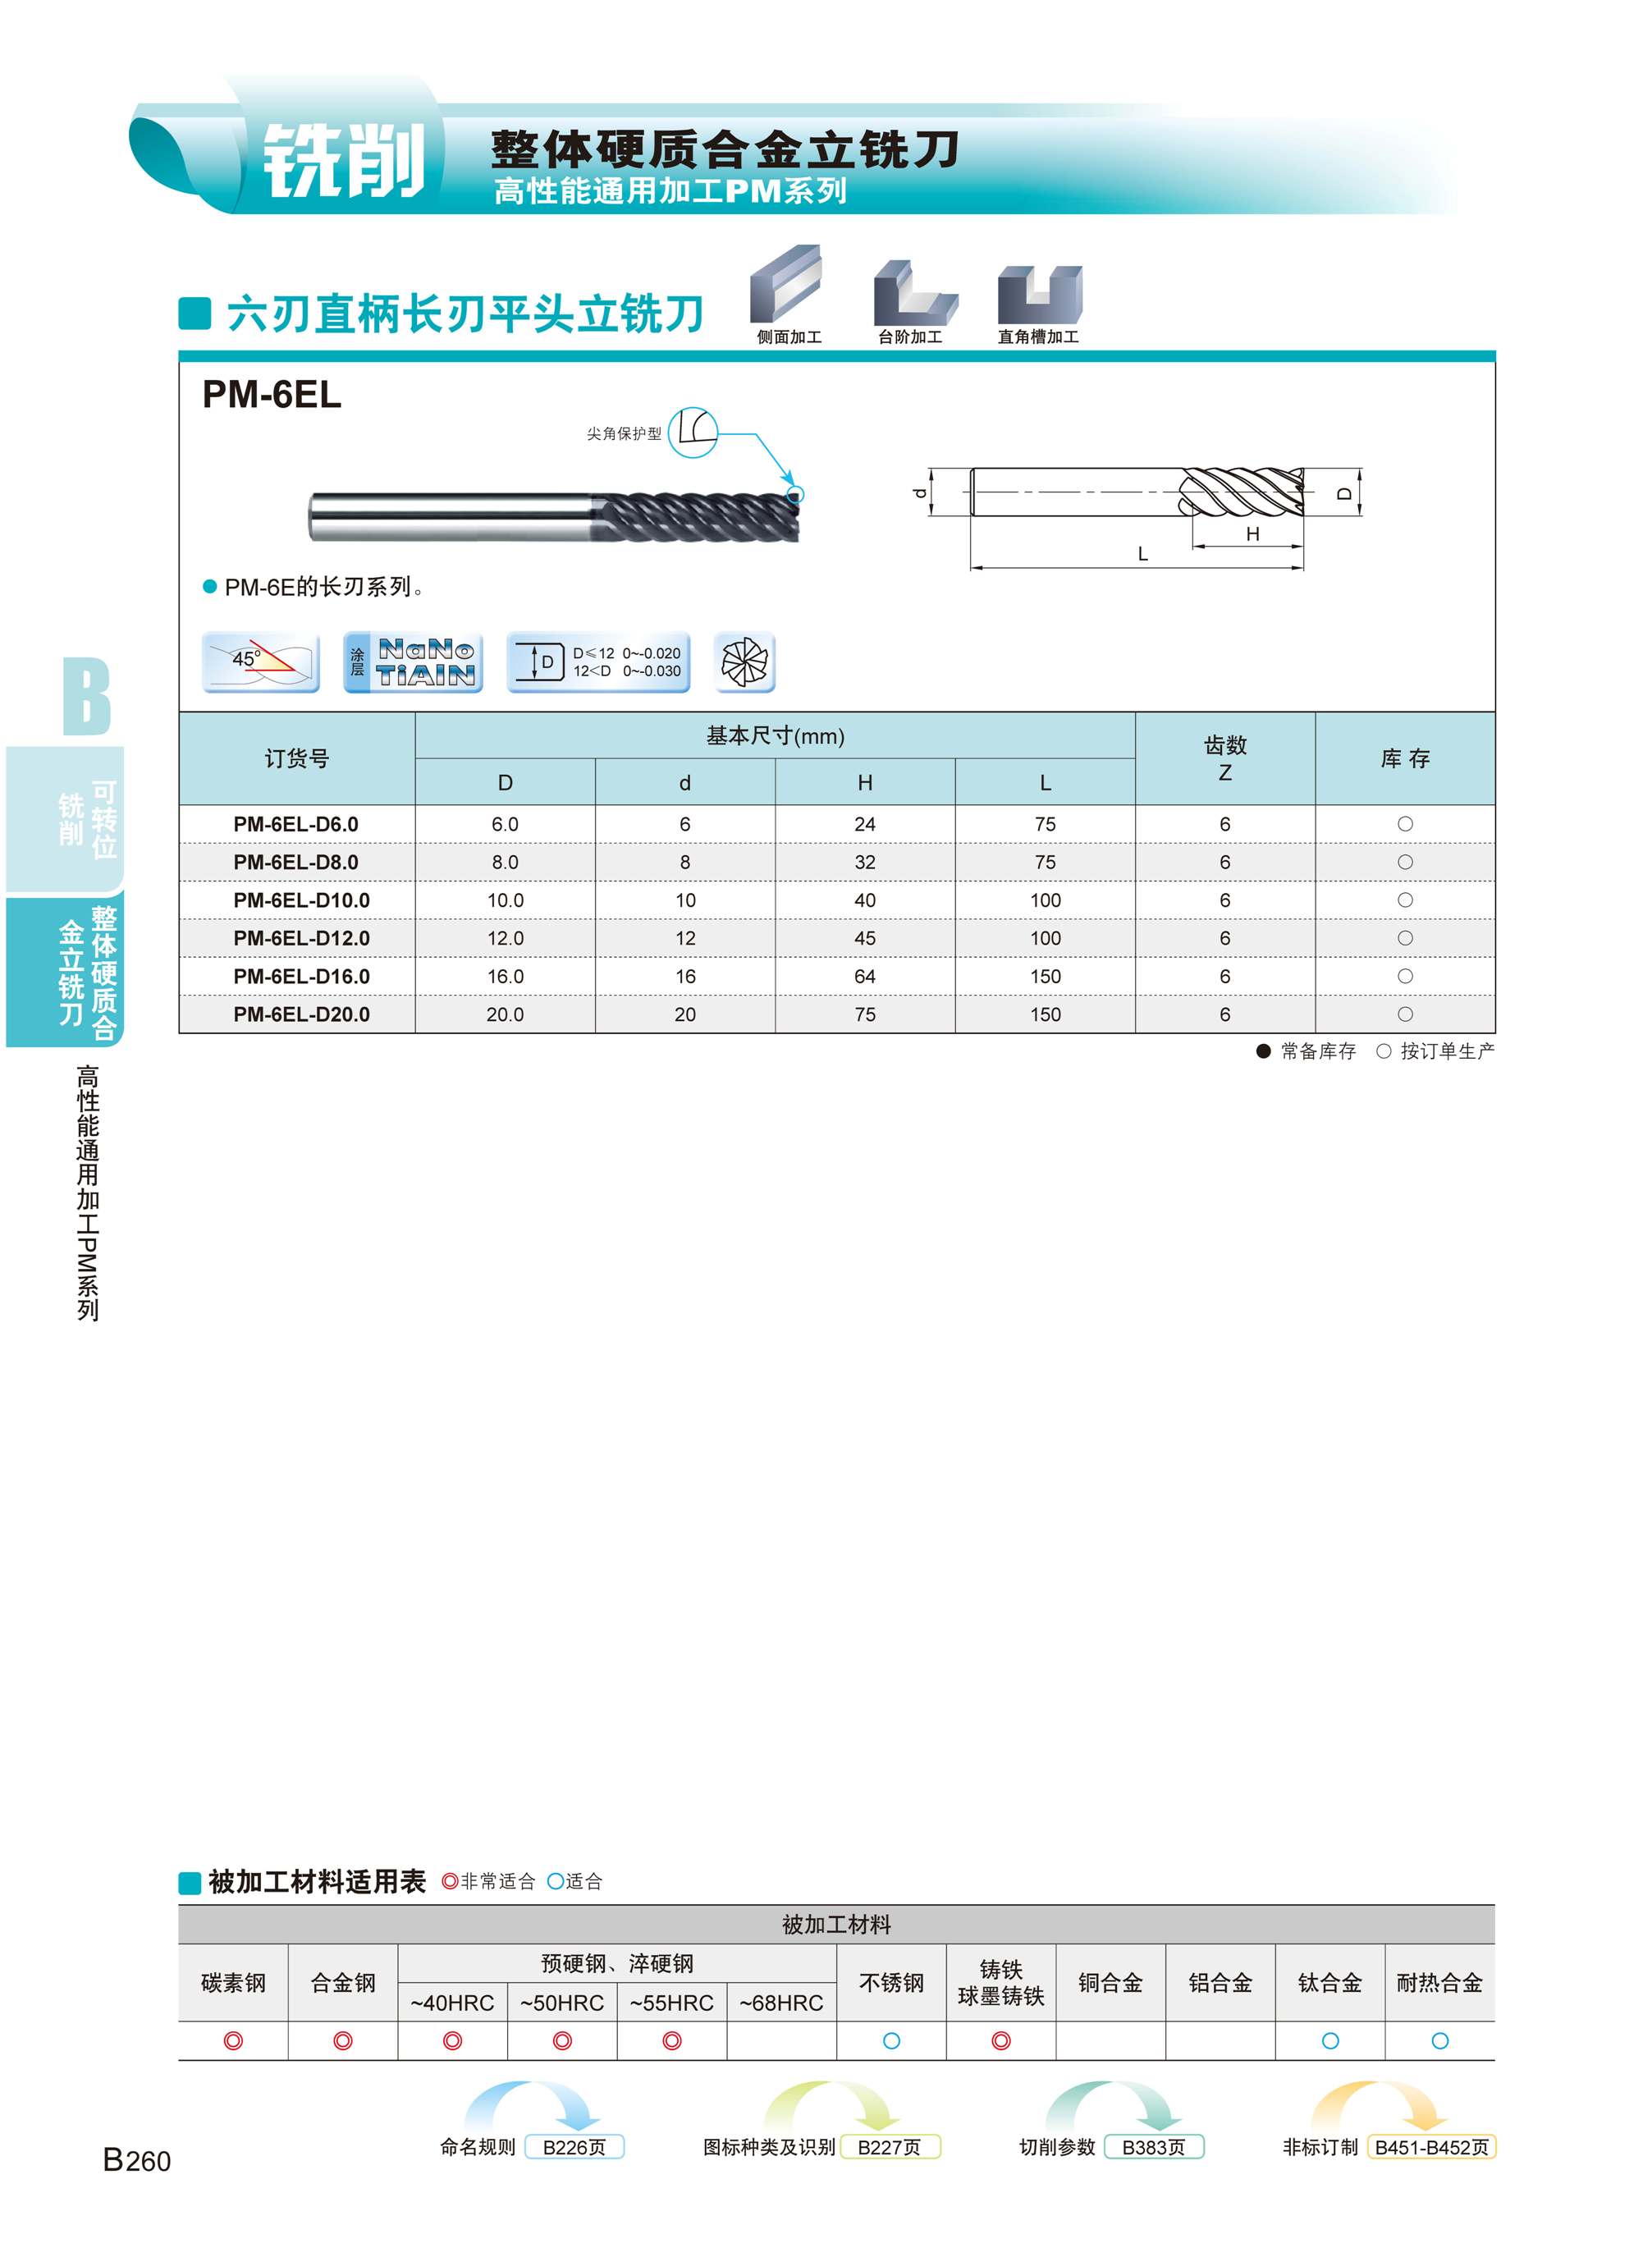 铣削
整体硬质合金立铣刀
高性能通用加工PM系列
六刃直柄长刃平头立铣刀
侧面加工 台阶加工 直角槽加工
PM-6EL
尖角保护型
d D H L
PM-6E的长刃系列。
45°
涂层 NaNo TiAlN
D D≤12 0~-0.020
12<D 0~-0.030
订货号 基本尺寸(mm) 齿数 Z 库 存
D d H L
PM-6EL-D6.0 6.0 6 24 75 6 ○
PM-6EL-D8.0 8.0 8 32 75 6 ○
PM-6EL-D10.0 10.0 10 40 100 6 ○
PM-6EL-D12.0 12.0 12 45 100 6 ○
PM-6EL-D16.0 16.0 16 64 150 6 ○
PM-6EL-D20.0 20.0 20 75 150 6 ○
● 常备库存 ○ 按订单生产
B
可转位
铣削
整体硬质合
金立铣刀
高性能通用加工PM系列
被加工材料适用表 ◎非常适合 ○适合
被加工材料
碳素钢 合金钢 预硬钢、淬硬钢 不锈钢 铸铁 球墨铸铁 铜合金 铝合金 钛合金 耐热合金
~40HRC ~50HRC ~55HRC ~68HRC
◎ ◎ ◎ ◎ ◎ ○ ◎ ○ ○
命名规则 B226页 图标种类及识别 B227页 切削参数 B383页 非标订制 B451-B452页
B260